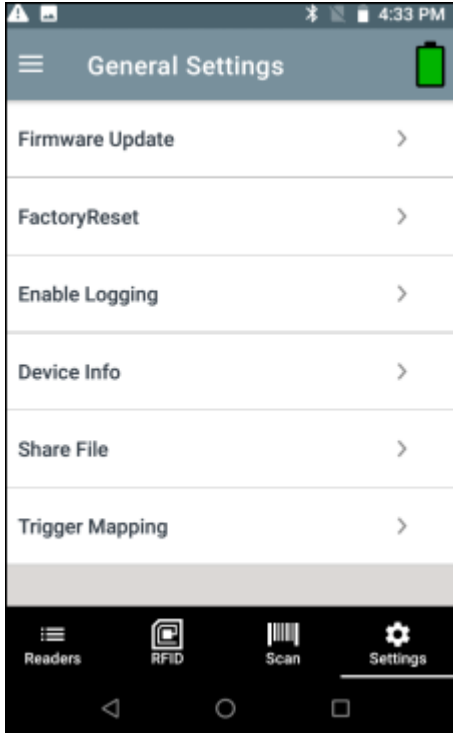 4:33 PM
General Settings
Firmware Update
FactoryReset
Enable Logging
Device Info
Share File
Trigger Mapping
Readers RFID Scan Settings